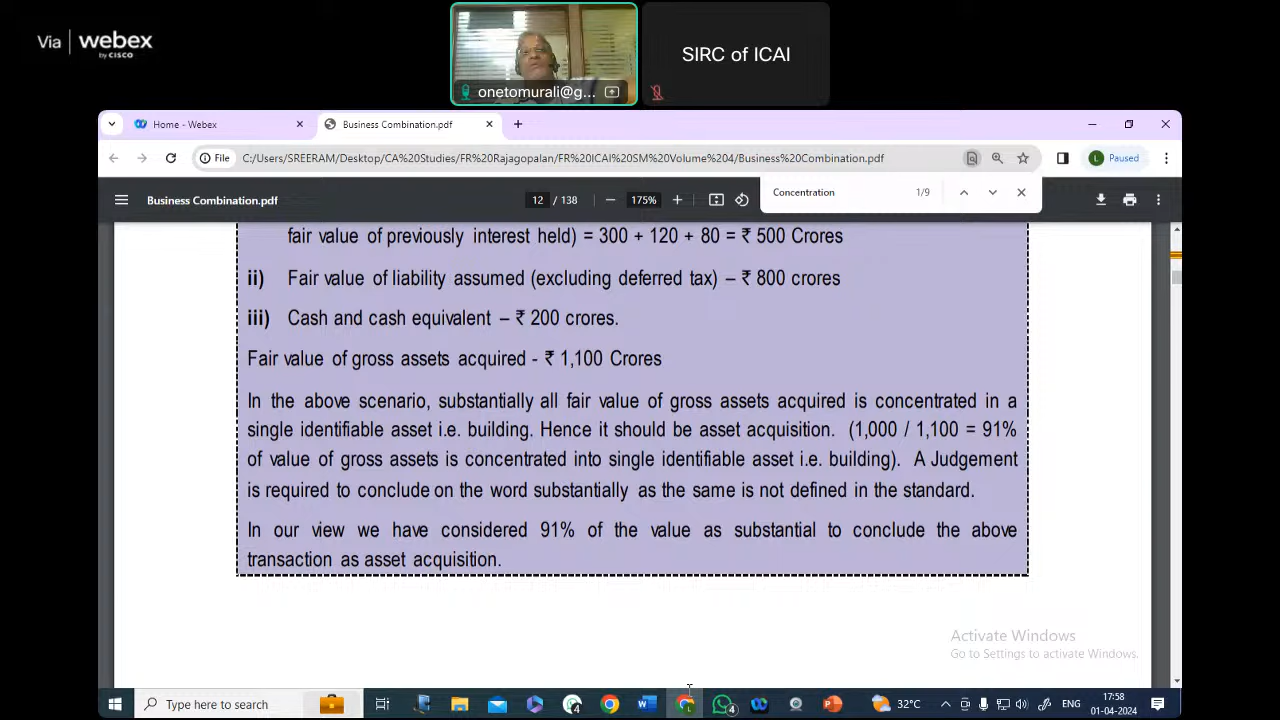 Via webex
by CISCO
onetomurali@g...
SIRC of ICAI
Home - Webex
Business Combination.pdf
File
C:/Users/SREERAM/Desktop/CA%20Studies/FR%20Rajagopalan/FR%20ICAI%20SM%20Volume%204/Business%20Combination.pdf
L Paused
Concentration 1/9
Business Combination.pdf
12 / 138
175%
fair value of previously interest held) = 300 + 120 + 80 = ₹ 500 Crores
ii) Fair value of liability assumed (excluding deferred tax) – ₹ 800 crores
iii) Cash and cash equivalent – ₹ 200 crores.
Fair value of gross assets acquired - ₹ 1,100 Crores
In the above scenario, substantially all fair value of gross assets acquired is concentrated in a
single identifiable asset i.e. building. Hence it should be asset acquisition. (1,000 / 1,100 = 91%
of value of gross assets is concentrated into single identifiable asset i.e. building). A Judgement
is required to conclude on the word substantially as the same is not defined in the standard.
In our view we have considered 91% of the value as substantial to conclude the above
transaction as asset acquisition.
Activate Windows
Go to Settings to activate Windows.
Type here to search
4
4
32°C
ENG
17:58
01-04-2024